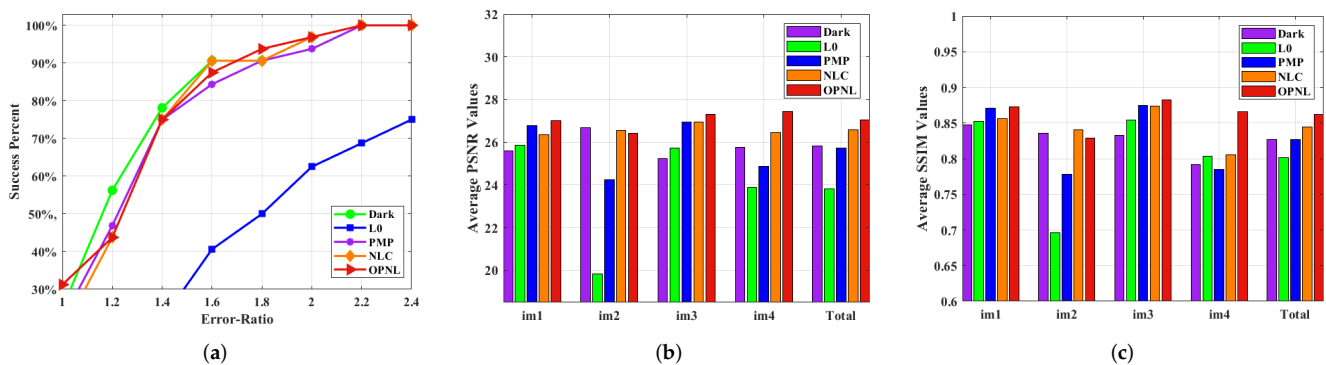 100%
90%
80%
70%
60%
50%
40%
30%
Success Percent
1
1.2
1.4
1.6
1.8
2
2.2
2.4
Error-Ratio
Dark
L0
PMP
NLC
OPNL
(a)
32
30
28
26
24
22
20
Average PSNR Values
im1
im2
im3
im4
Total
Dark
L0
PMP
NLC
OPNL
(b)
1
0.95
0.9
0.85
0.8
0.75
0.7
0.65
0.6
Average SSIM Values
im1
im2
im3
im4
Total
Dark
L0
PMP
NLC
OPNL
(c)